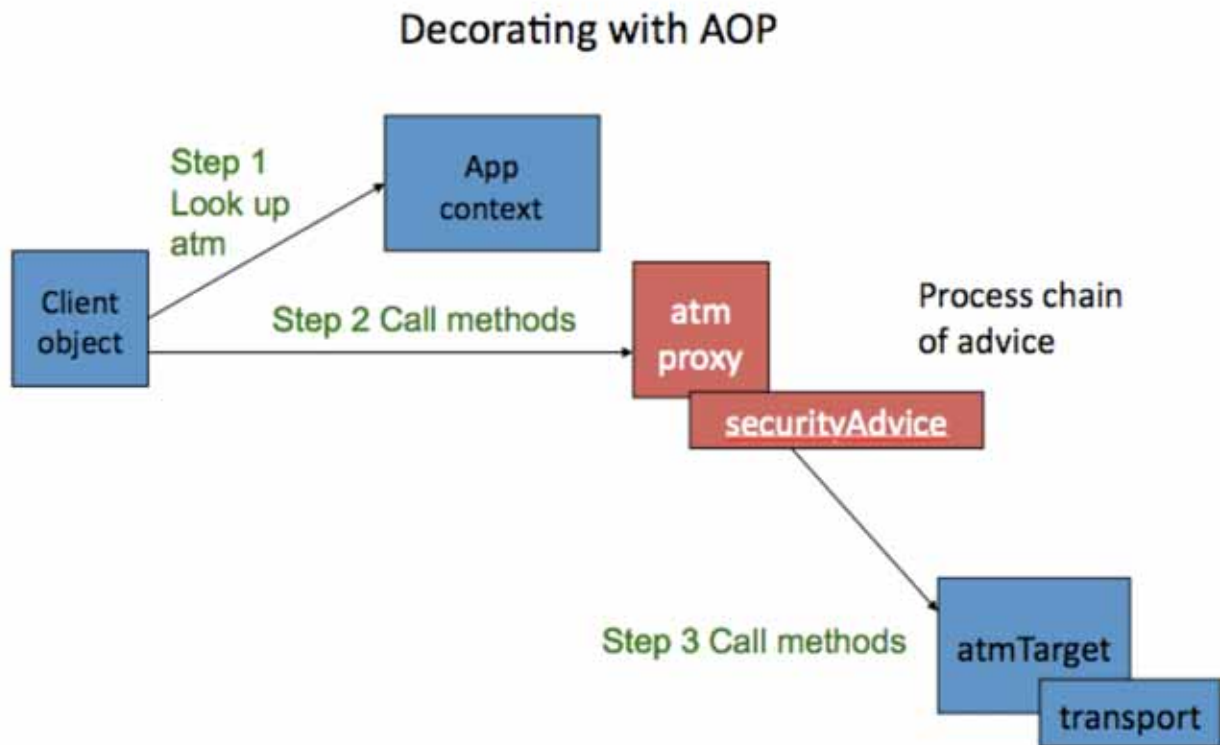 Decorating with AOP
Step 1
Look up
atm
App
context
Client
object
Step 2 Call methods
atm
proxy
Process chain
of advice
securityAdvice
Step 3 Call methods
atmTarget
transport